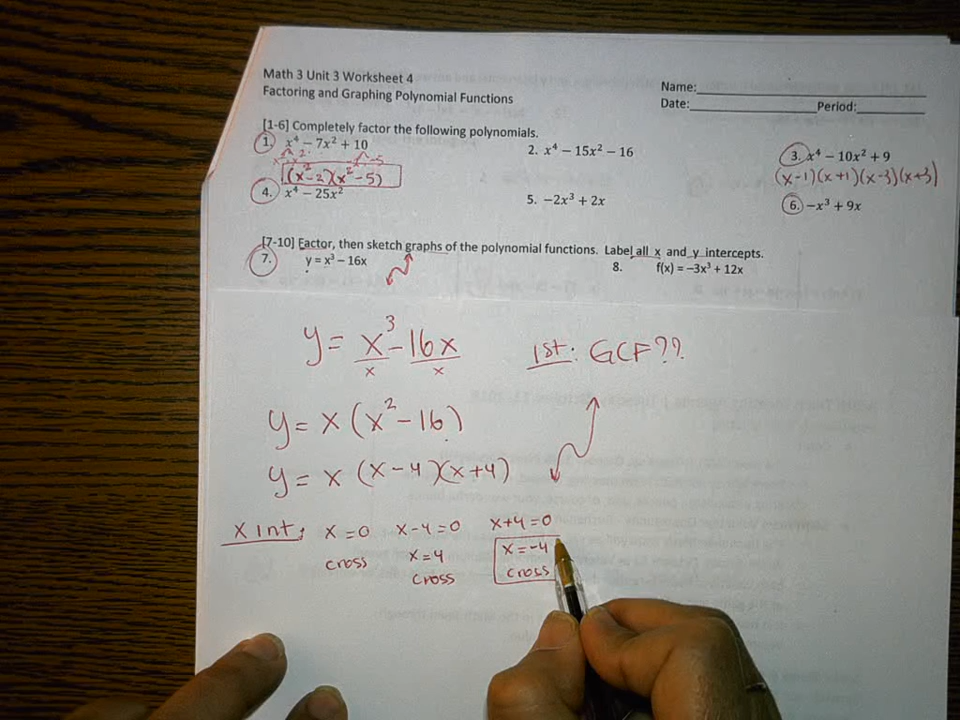 Math 3 Unit 3 Worksheet 4
Factoring and Graphing Polynomial Functions
Name:
Date: Period:
[1-6] Completely factor the following polynomials.
1. x⁴ – 7x² + 10
2. x⁴ – 15x² – 16
3. x⁴ – 10x² + 9
(x²-2)(x²-5)
(x-1)(x+1)(x-3)(x+3)
4. x⁴ – 25x²
5. –2x³ + 2x
6. –x³ + 9x
[7-10] Factor, then sketch graphs of the polynomial functions. Label all x and y intercepts.
7. y = x³ – 16x
8. f(x) = –3x³ + 12x
y = x³ - 16x
x x
1st: GCF??
y = x (x² - 16)
y = x (x-4)(x+4)
x int: x=0 x-4=0 x+4=0
cross x=4 x=-4
cross cross